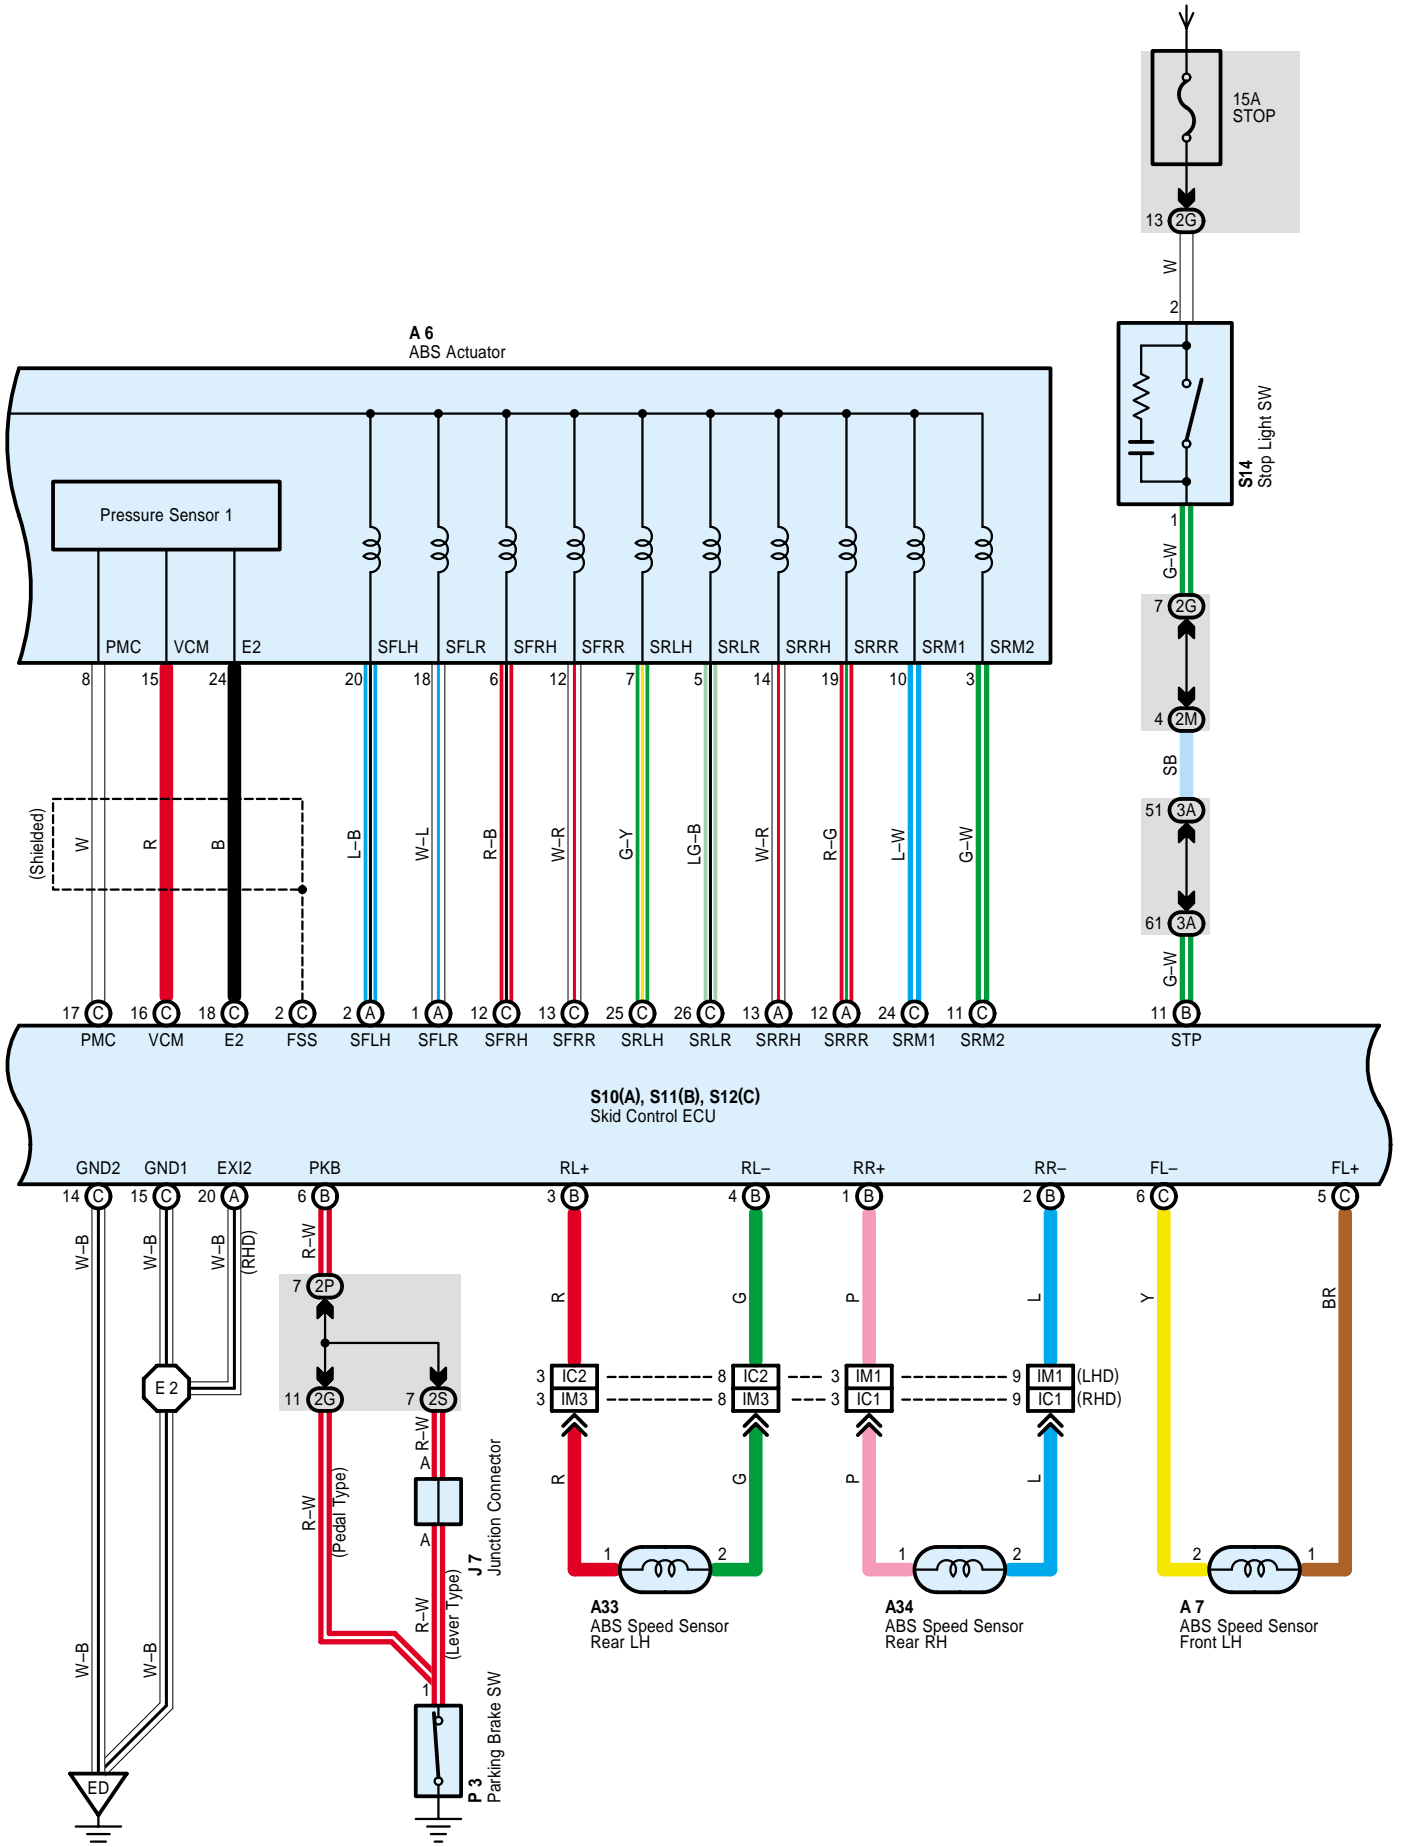 15A
STOP
13 2G
W
2
A 6
ABS Actuator
S14
Stop Light SW
Pressure Sensor 1
1
G–W
7 2G
PMC VCM E2 SFLH SFLR SFRH SFRR SRLH SRLR SRRH SRRR SRM1 SRM2
8 15 24 20 18 6 12 7 5 14 19 10 3
4 2M
SB
51 3A
(Shielded)
W R B L–B W–L R–B W–R G–Y LG–B W–R R–G L–W G–W
61 3A
G–W
17 C 16 C 18 C 2 C 2 A 1 A 12 C 13 C 25 C 26 C 13 A 12 A 24 C 11 C 11 B
PMC VCM E2 FSS SFLH SFLR SFRH SFRR SRLH SRLR SRRH SRRR SRM1 SRM2 STP
S10(A), S11(B), S12(C)
Skid Control ECU
GND2 GND1 EXI2 PKB RL+ RL– RR+ RR– FL– FL+
14 C 15 C 20 A 6 B 3 B 4 B 1 B 2 B 6 C 5 C
W–B W–B W–B (RHD) R–W
7 2P
R G P L Y BR
3 IC2 8 IC2 3 IM1 9 IM1 (LHD)
E 2
11 2G 7 2S
3 IM3 8 IM3 3 IC1 9 IC1 (RHD)
R–W
A
R G P L
R–W (Pedal Type)
A
J 7
Junction Connector
1 2 1 2 2 1
R–W (Lever Type)
A33
ABS Speed Sensor
Rear LH
A34
ABS Speed Sensor
Rear RH
A 7
ABS Speed Sensor
Front LH
W–B W–B
1
P 3
Parking Brake SW
ED